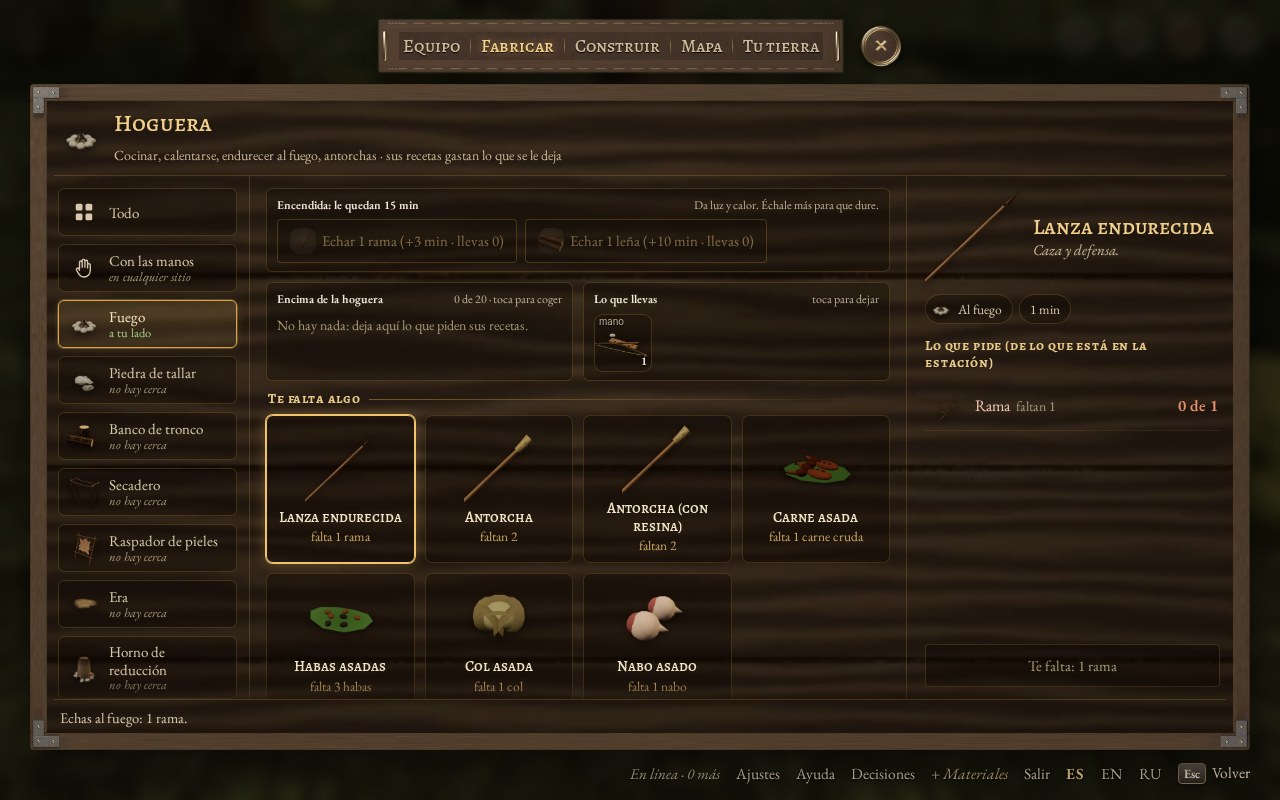 Equipo Fabricar Construir Mapa Tu tierra
Hoguera
Cocinar, calentarse, endurecer al fuego, antorchas · sus recetas gastan lo que se le deja
Todo
Con las manos
en cualquier sitio
Fuego
a tu lado
Piedra de tallar
no hay cerca
Banco de tronco
no hay cerca
Secadero
no hay cerca
Raspador de pieles
no hay cerca
Era
no hay cerca
Horno de
reducción
no hay cerca
Encendida: le quedan 15 min
Da luz y calor. Échale más para que dure.
Echar 1 rama (+3 min · llevas 0)
Echar 1 leña (+10 min · llevas 0)
Encima de la hoguera
0 de 20 · toca para coger
No hay nada: deja aquí lo que piden sus recetas.
Lo que llevas
toca para dejar
mano
1
Te falta algo
Lanza endurecida
falta 1 rama
Antorcha
faltan 2
Antorcha (con
resina)
faltan 2
Carne asada
falta 1 carne cruda
Habas asadas
falta 3 habas
Col asada
falta 1 col
Nabo asado
falta 1 nabo
Lanza endurecida
Caza y defensa.
Al fuego
1 min
Lo que pide (de lo que está en la
estación)
Rama faltan 1
0 de 1
Te falta: 1 rama
Echas al fuego: 1 rama.
En línea · 0 más Ajustes Ayuda Decisiones + Materiales Salir ES EN RU Esc Volver